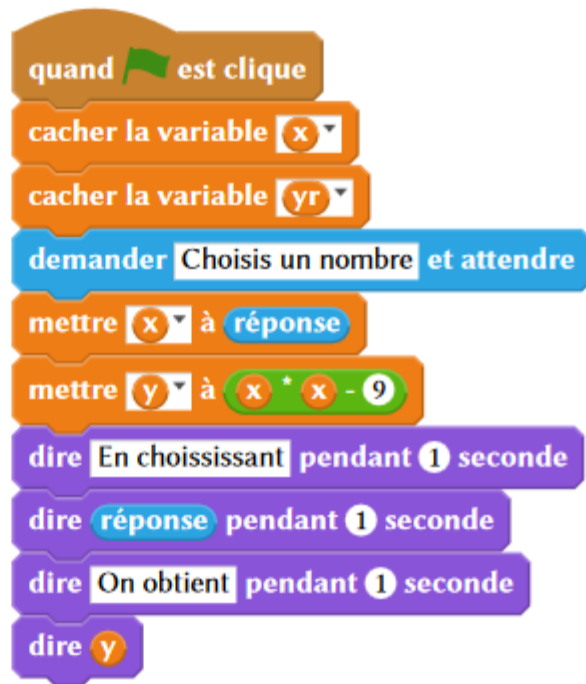 quand est clique
cacher la variable x
cacher la variable yr
demander Choisis un nombre et attendre
mettre x à réponse
mettre y à x * x - 9
dire En choississant pendant 1 seconde
dire réponse pendant 1 seconde
dire On obtient pendant 1 seconde
dire y